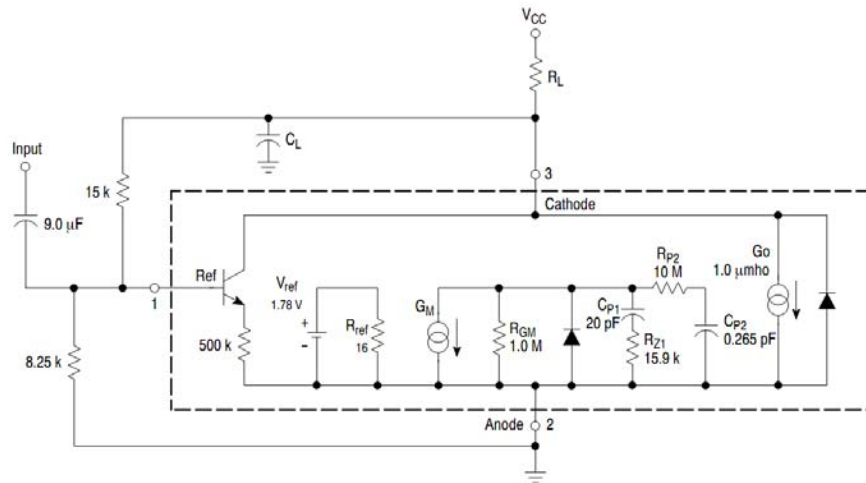 VCC
RL
CL
Input
15 k
9.0 μF
3
Cathode
RP2
10 M
Go
1.0 μmho
Ref
Vref
1.78 V
1
GM
CP1
20 pF
+
-
Rref
16
RGM
1.0 M
CP2
0.265 pF
500 k
RZ1
15.9 k
8.25 k
Anode
2